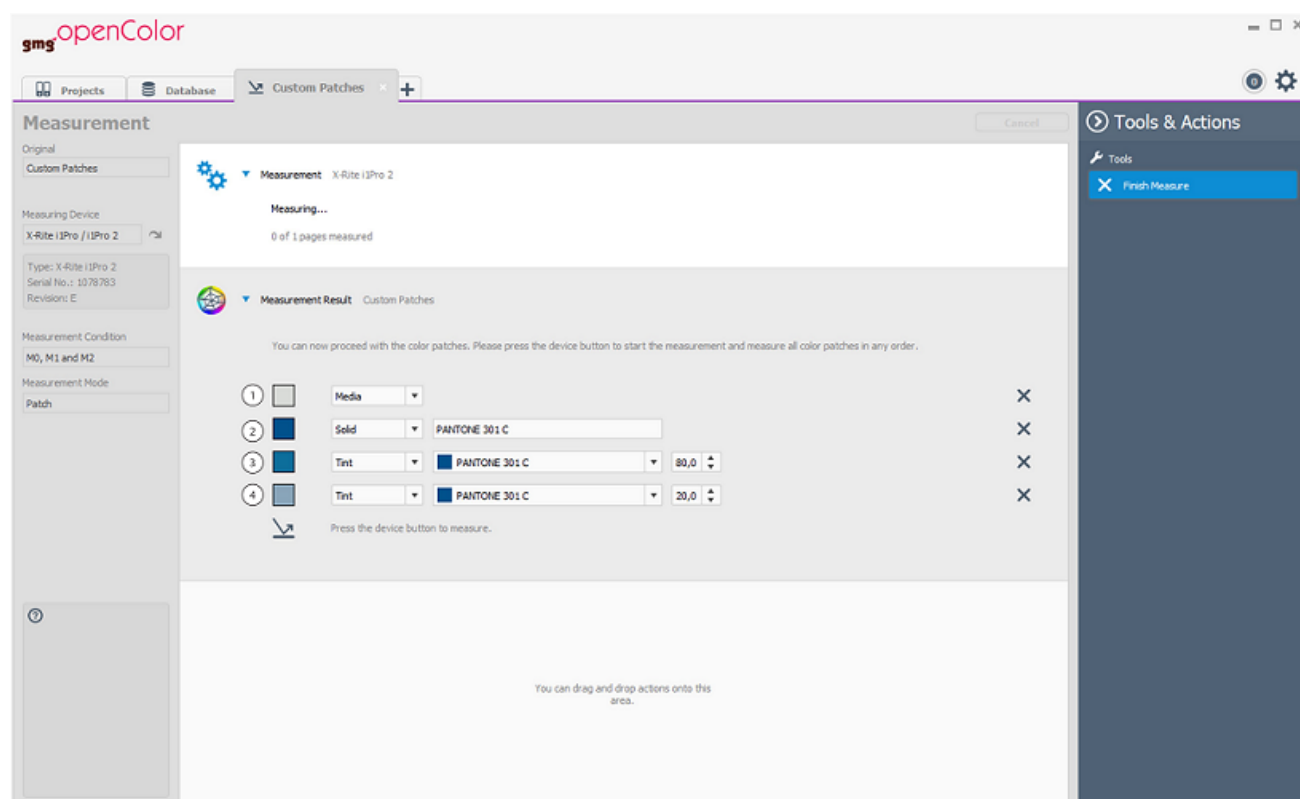 gmg openColor
Projects
Database
Custom Patches
Measurement
Cancel
Tools & Actions
Original
Custom Patches
Tools
Finish Measure
Measurement X-Rite i1Pro 2
Measuring...
0 of 1 pages measured
Measuring Device
X-Rite i1Pro / i1Pro 2
Type: X-Rite i1Pro 2
Serial No.: 1078783
Revision: E
Measurement Result Custom Patches
Measurement Condition
M0, M1 and M2
Measurement Mode
Patch
You can now proceed with the color patches. Please press the device button to start the measurement and measure all color patches in any order.
1 Media
2 Solid PANTONE 301 C
3 Tint PANTONE 301 C 80,0
4 Tint PANTONE 301 C 20,0
Press the device button to measure.
You can drag and drop actions onto this
area.